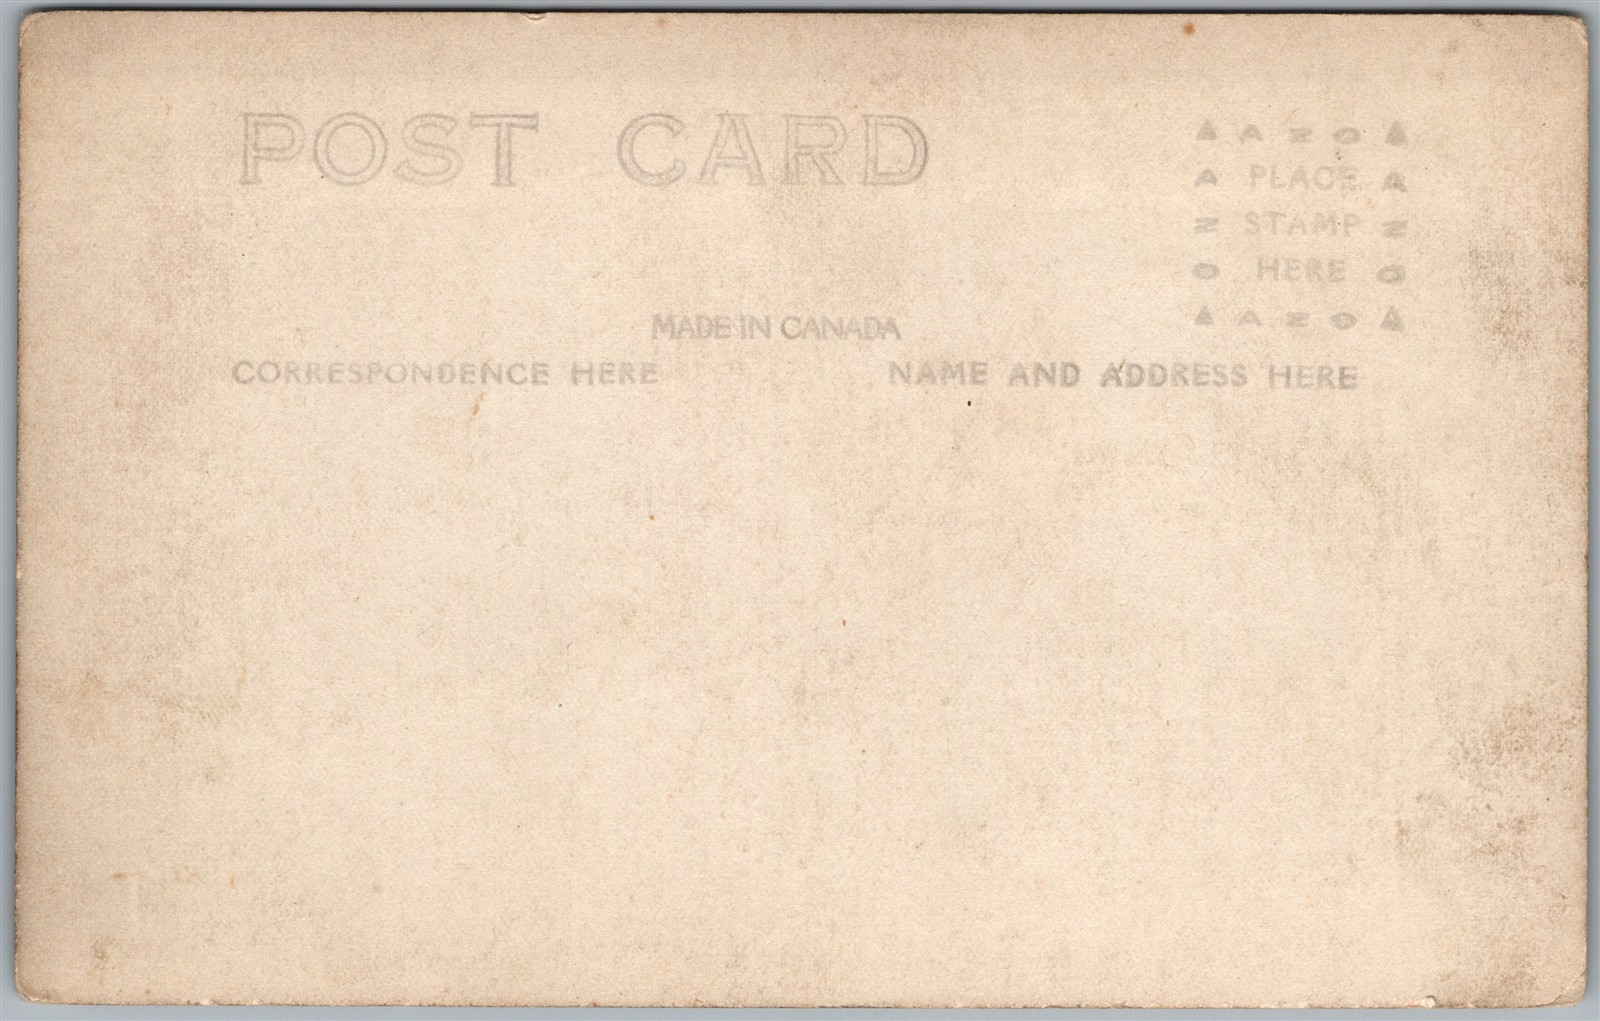 POST CARD
▲ A Z O ▲
A PLACE A
Z STAMP Z
O HERE O
▲ A Z O ▲
MADE IN CANADA
CORRESPONDENCE HERE
NAME AND ADDRESS HERE